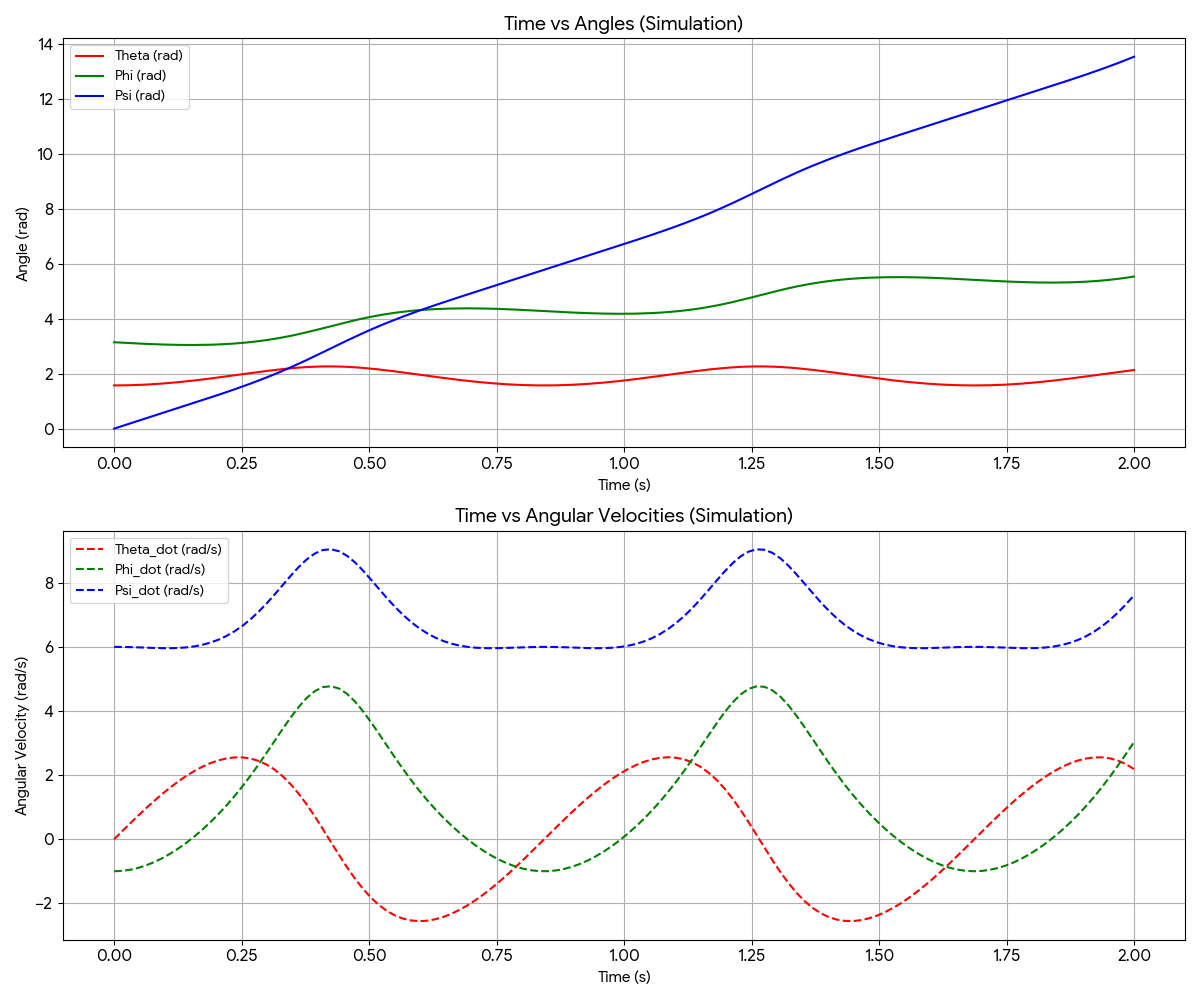 Time vs Angles (Simulation)
Theta (rad)
Phi (rad)
Psi (rad)
Angle (rad)
14
12
10
8
6
4
2
0
0.00 0.25 0.50 0.75 1.00 1.25 1.50 1.75 2.00
Time (s)
Time vs Angular Velocities (Simulation)
Theta_dot (rad/s)
Phi_dot (rad/s)
Psi_dot (rad/s)
Angular Velocity (rad/s)
8
6
4
2
0
−2
0.00 0.25 0.50 0.75 1.00 1.25 1.50 1.75 2.00
Time (s)